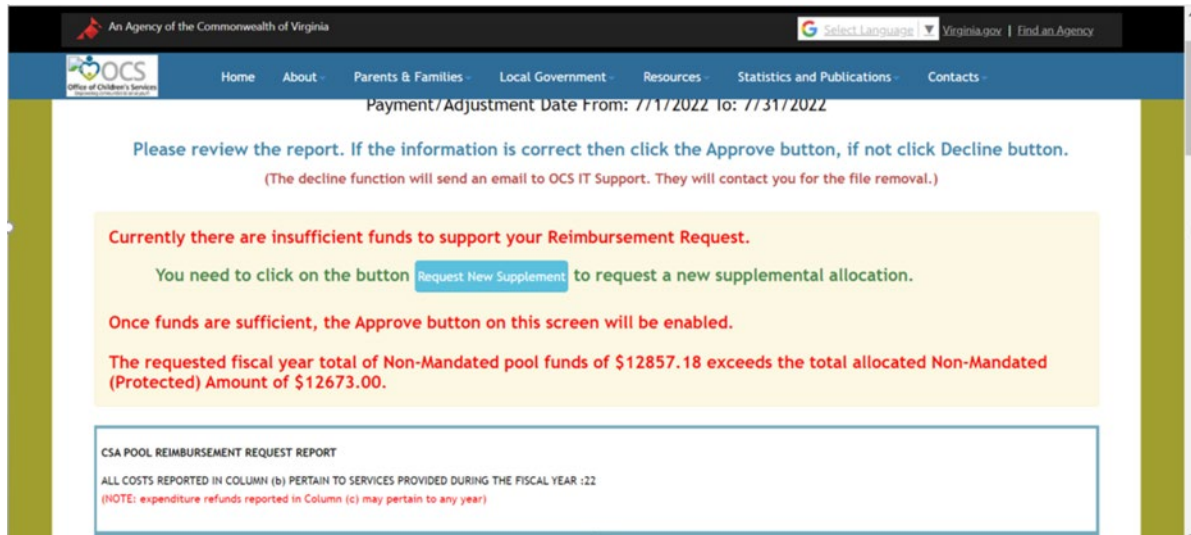 An Agency of the Commonwealth of Virginia
Select Language ▼ Virginia.gov | Find an Agency
OCS
Office of Children's Services
Home About Parents & Families Local Government Resources Statistics and Publications Contacts
Payment/Adjustment Date From: 7/1/2022 To: 7/31/2022
Please review the report. If the information is correct then click the Approve button, if not click Decline button.
(The decline function will send an email to OCS IT Support. They will contact you for the file removal.)
Currently there are insufficient funds to support your Reimbursement Request.
You need to click on the button Request New Supplement to request a new supplemental allocation.
Once funds are sufficient, the Approve button on this screen will be enabled.
The requested fiscal year total of Non-Mandated pool funds of $12857.18 exceeds the total allocated Non-Mandated
(Protected) Amount of $12673.00.
CSA POOL REIMBURSEMENT REQUEST REPORT
ALL COSTS REPORTED IN COLUMN (b) PERTAIN TO SERVICES PROVIDED DURING THE FISCAL YEAR :22
(NOTE: expenditure refunds reported in Column (c) may pertain to any year)